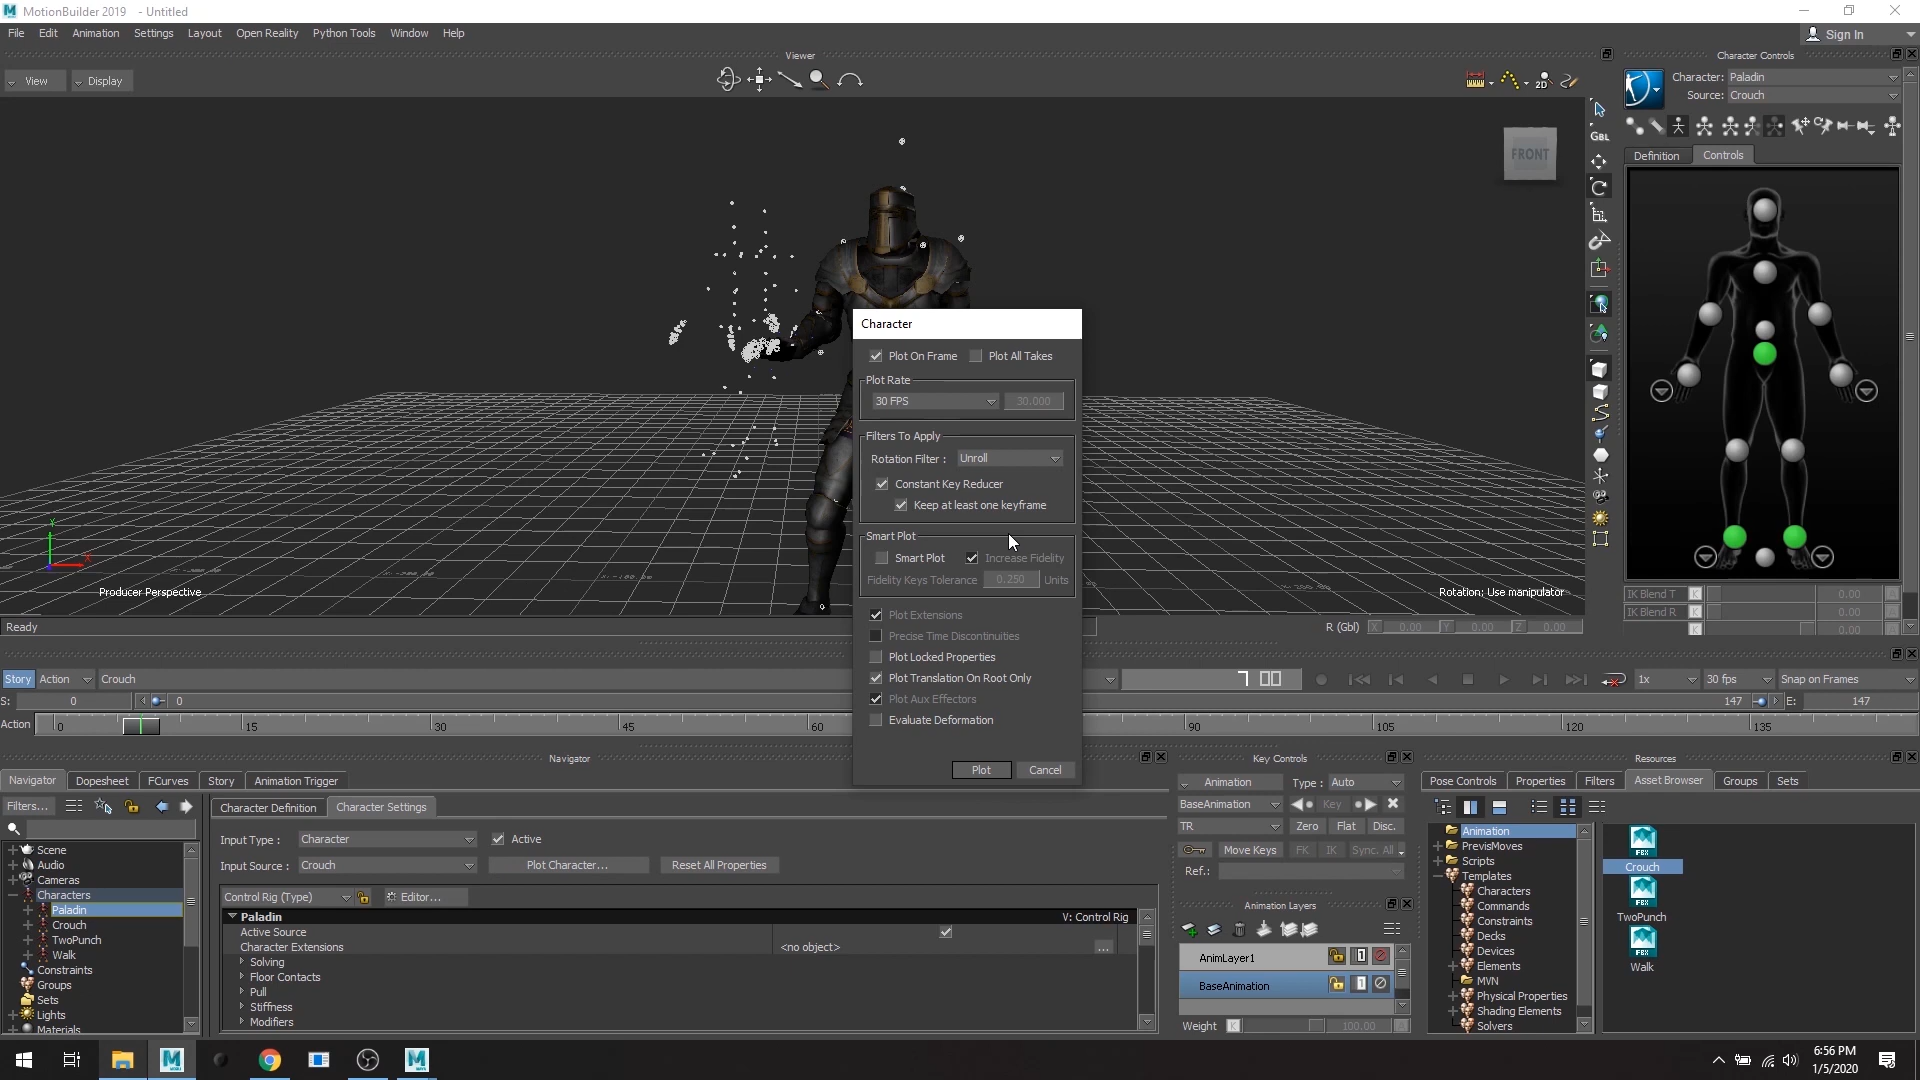 MotionBuilder 2019 - Untitled
File Edit Animation Settings Layout Open Reality Python Tools Window Help
Sign In
Viewer
View Display
2D
GBL
FRONT
Producer Perspective
Rotation: Use manipulator
Character Controls
Character: Paladin
Source: Crouch
Definition Controls
IK Blend T K 0.00 A
IK Blend R K 0.00 A
K 0.00 A
Character
Plot On Frame Plot All Takes
Plot Rate
30 FPS 30.000
Filters To Apply
Rotation Filter : Unroll
Constant Key Reducer
Keep at least one keyframe
Smart Plot
Smart Plot Increase Fidelity
Fidelity Keys Tolerance 0.250 Units
Plot Extensions
Precise Time Discontinuities
Plot Locked Properties
Plot Translation On Root Only
Plot Aux Effectors
Evaluate Deformation
Plot Cancel
Ready
R (Gbl) X 0.00 Y 0.00 Z 0.00
Story Action Crouch
1x 30 fps Snap on Frames
S: 0 0 147 E: 147
Action 0 15 30 45 60 90 105 120 135
Navigator
Navigator Dopesheet FCurves Story Animation Trigger
Filters...
Scene
Audio
Cameras
Characters
Paladin
Crouch
TwoPunch
Walk
Constraints
Groups
Sets
Lights
Materials
Character Definition Character Settings
Input Type : Character Active
Input Source : Crouch Plot Character... Reset All Properties
Control Rig (Type) Editor...
Paladin V: Control Rig
Active Source
Character Extensions <no object> ...
Solving
Floor Contacts
Pull
Stiffness
Modifiers
Key Controls
Animation Type : Auto
BaseAnimation Key
TR Zero Flat Disc.
Move Keys FK IK Sync. All
Ref.:
Animation Layers
AnimLayer1
BaseAnimation
Weight K 100.00 A
Resources
Pose Controls Properties Filters Asset Browser Groups Sets
Animation
PrevisMoves
Scripts
Templates
Characters
Commands
Constraints
Decks
Devices
Elements
MVN
Physical Properties
Shading Elements
Solvers
FBX
Crouch
FBX
TwoPunch
FBX
Walk
6:56 PM
1/5/2020